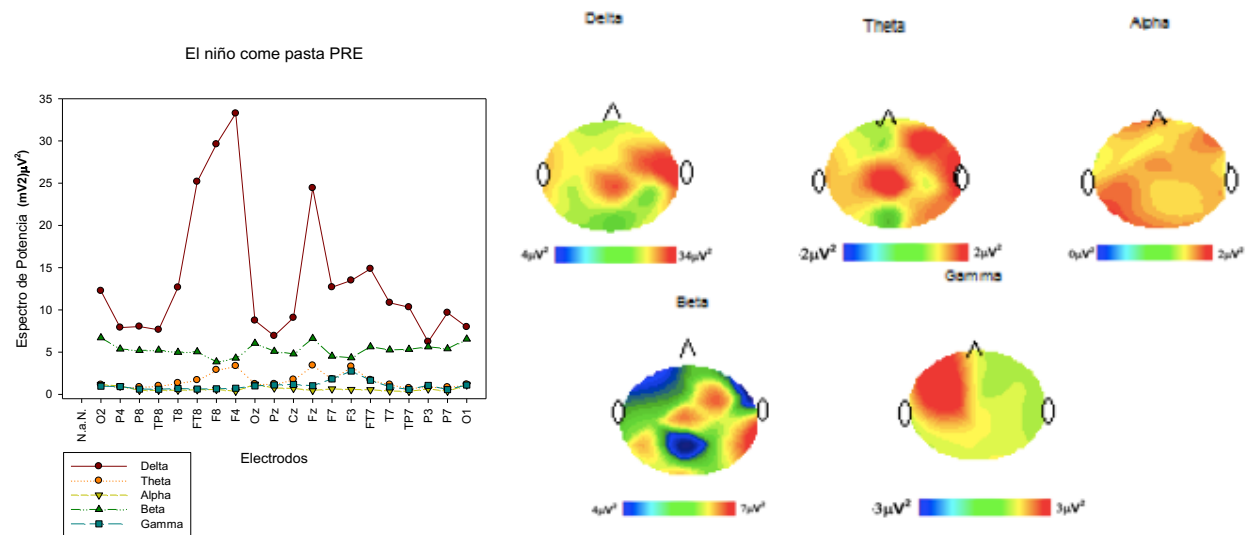 El niño come pasta PRE
Espectro de Potencia (mV2)µV²
35
30
25
20
15
10
5
0
N.a.N.
O2
P4
P8
TP8
T8
FT8
F8
F4
Oz
Pz
Cz
Fz
F7
F3
FT7
T7
TP7
P3
P7
O1
Electrodos
Delta
Theta
Alpha
Beta
Gamma
Delta
4µV² 34µV²
Theta
-2µV² 2µV²
Alpha
0µV² 2µV²
Beta
4µV² 7µV²
Gamma
-3µV² 3µV²